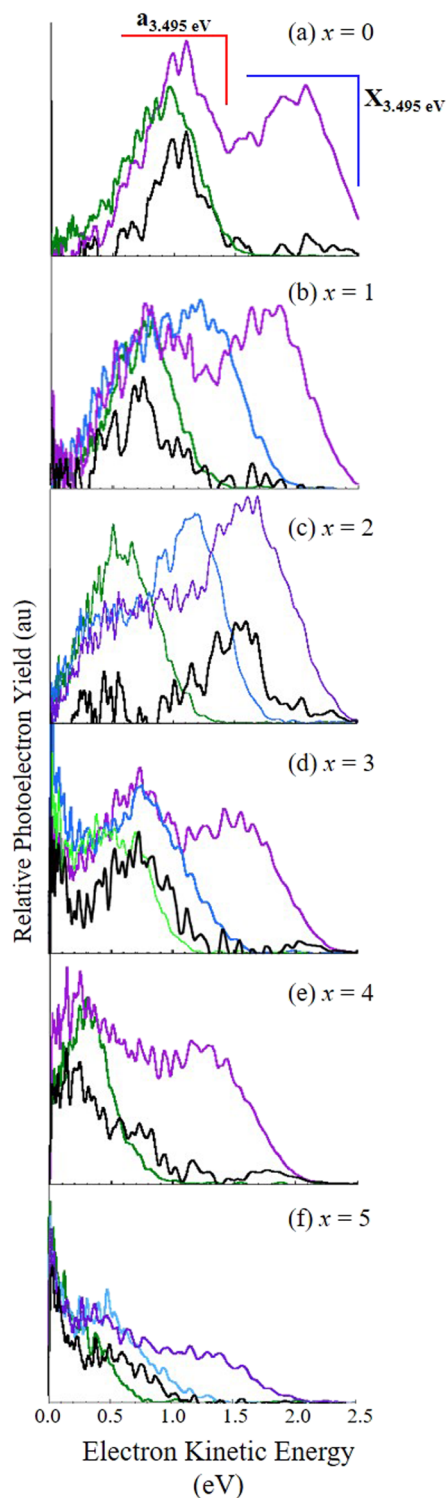 (a) x = 0
a3.495 eV
X3.495 eV
(b) x = 1
(c) x = 2
(d) x = 3
(e) x = 4
(f) x = 5
Relative Photoelectron Yield (au)
0.0 0.5 1.0 1.5 2.0 2.5
Electron Kinetic Energy
(eV)